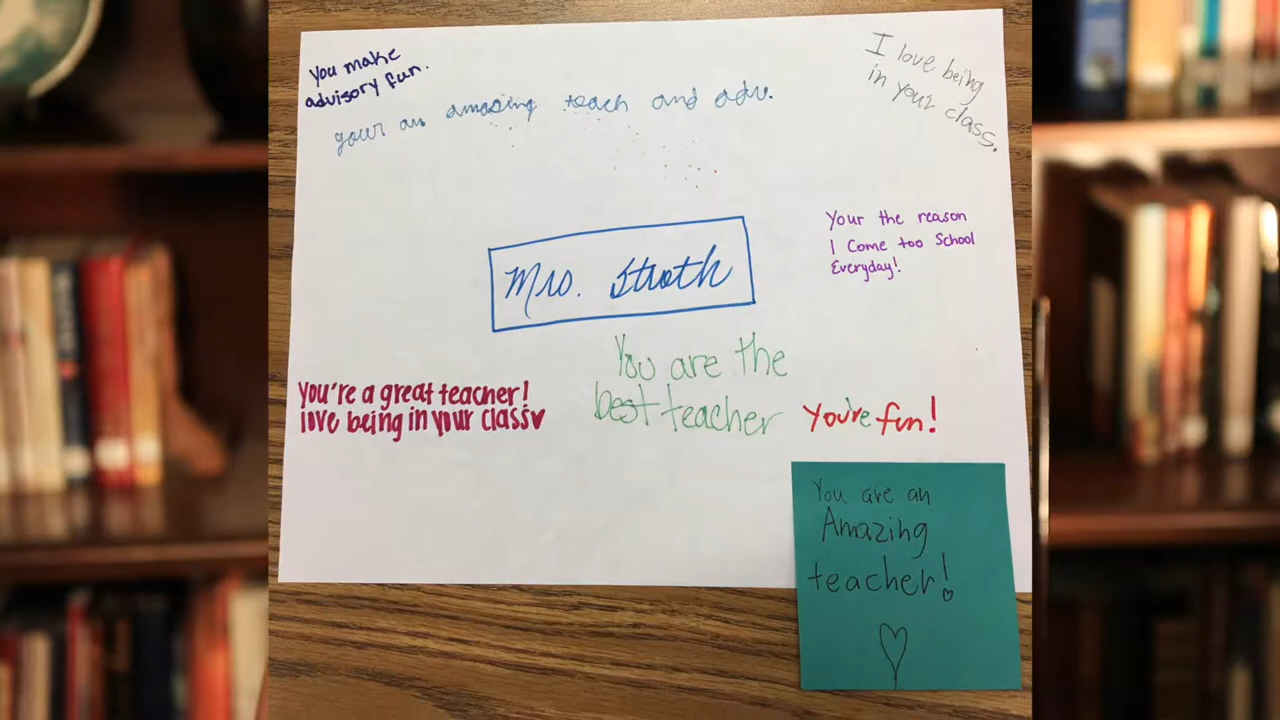 You make
advisory fun.
your an amazing teach and adv.
I love being
in your class.
Your the reason
I Come too School
Everyday!
Mrs. Stroth
You are the
best teacher
You're a great teacher!
love being in your class
you're fun!
You are an
Amazing
teacher!